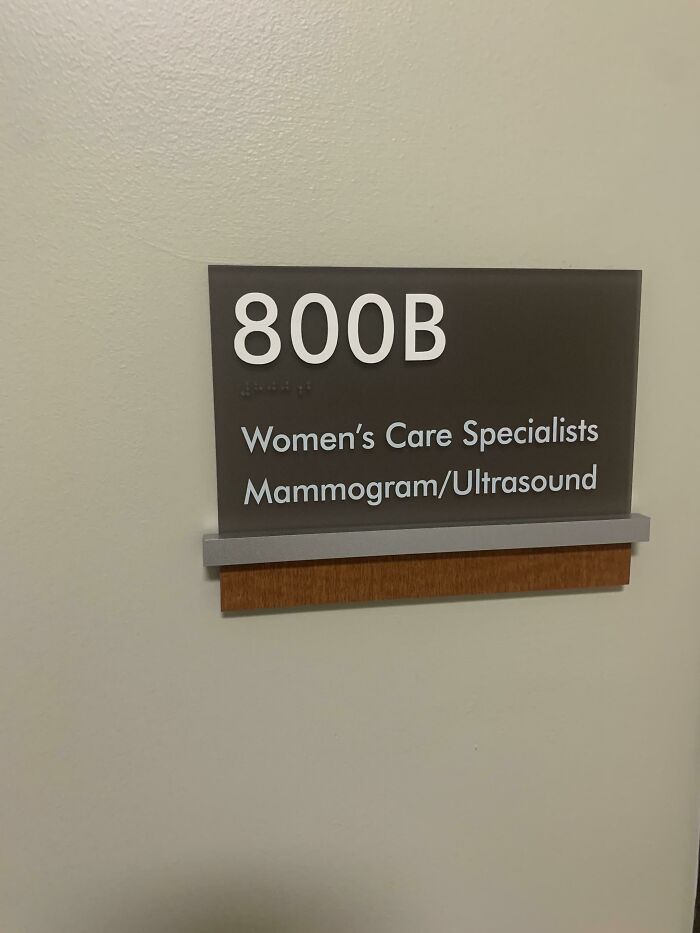 800B
Women's Care Specialists
Mammogram/Ultrasound